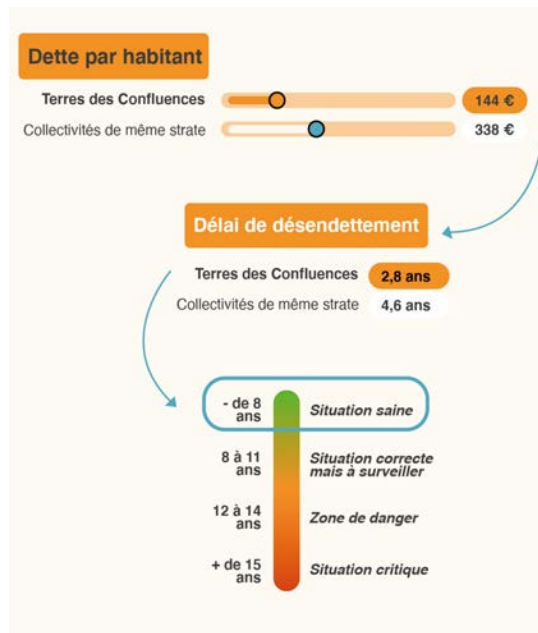 Dette par habitant
Terres des Confluences 144 €
Collectivités de même strate 338 €
Délai de désendettement
Terres des Confluences 2,8 ans
Collectivités de même strate 4,6 ans
- de 8
ans
Situation saine
8 à 11
ans
Situation correcte
mais à surveiller
12 à 14
ans
Zone de danger
+ de 15
ans
Situation critique